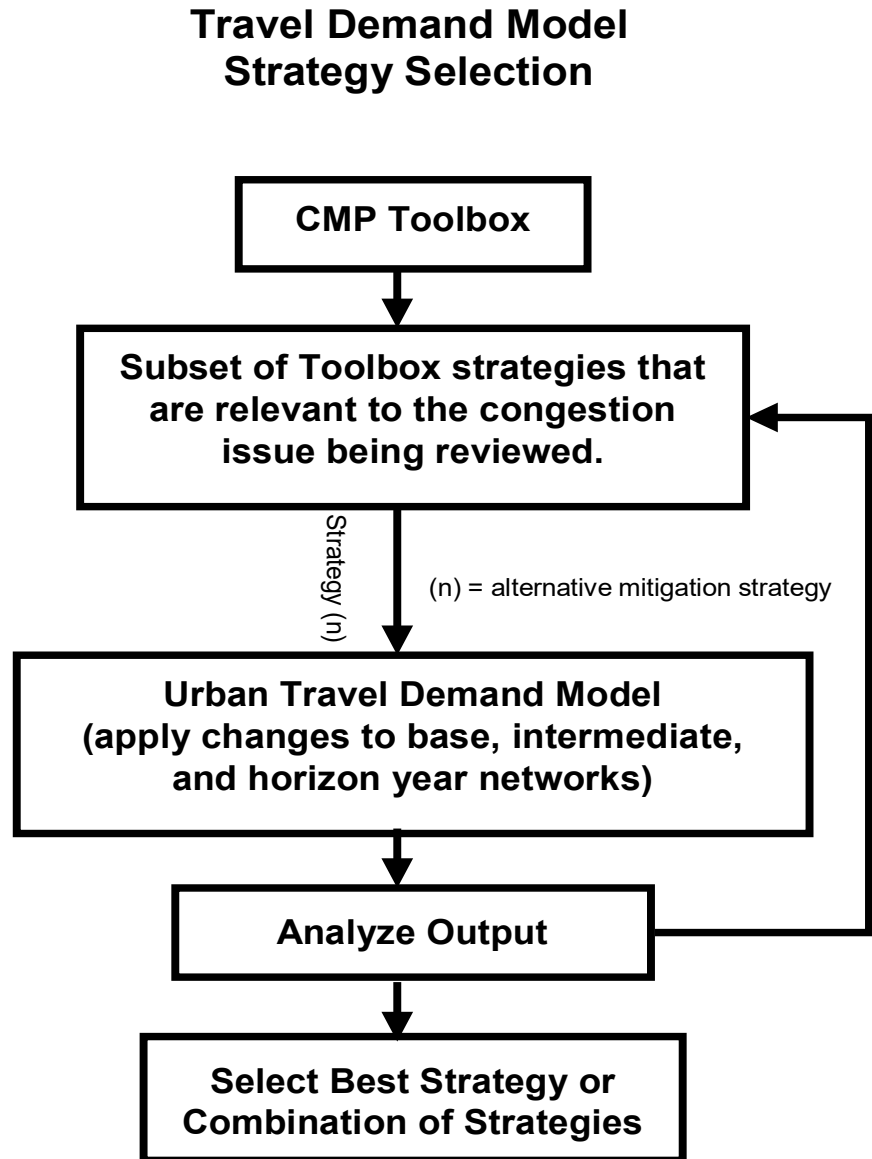 Travel Demand Model
Strategy Selection
CMP Toolbox
Subset of Toolbox strategies that
are relevant to the congestion
issue being reviewed.
Strategy (n)
(n) = alternative mitigation strategy
Urban Travel Demand Model
(apply changes to base, intermediate,
and horizon year networks)
Analyze Output
Select Best Strategy or
Combination of Strategies